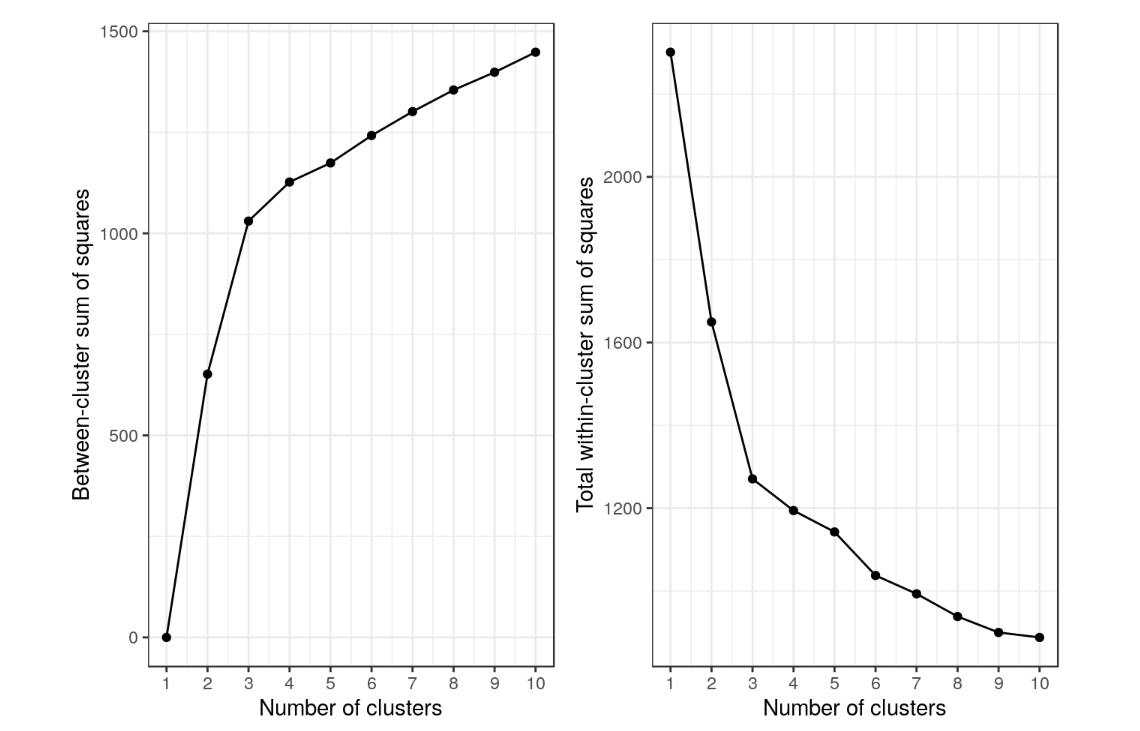 1500
1000
500
0
Between-cluster sum of squares
1 2 3 4 5 6 7 8 9 10
Number of clusters
2000
1600
1200
Total within-cluster sum of squares
1 2 3 4 5 6 7 8 9 10
Number of clusters